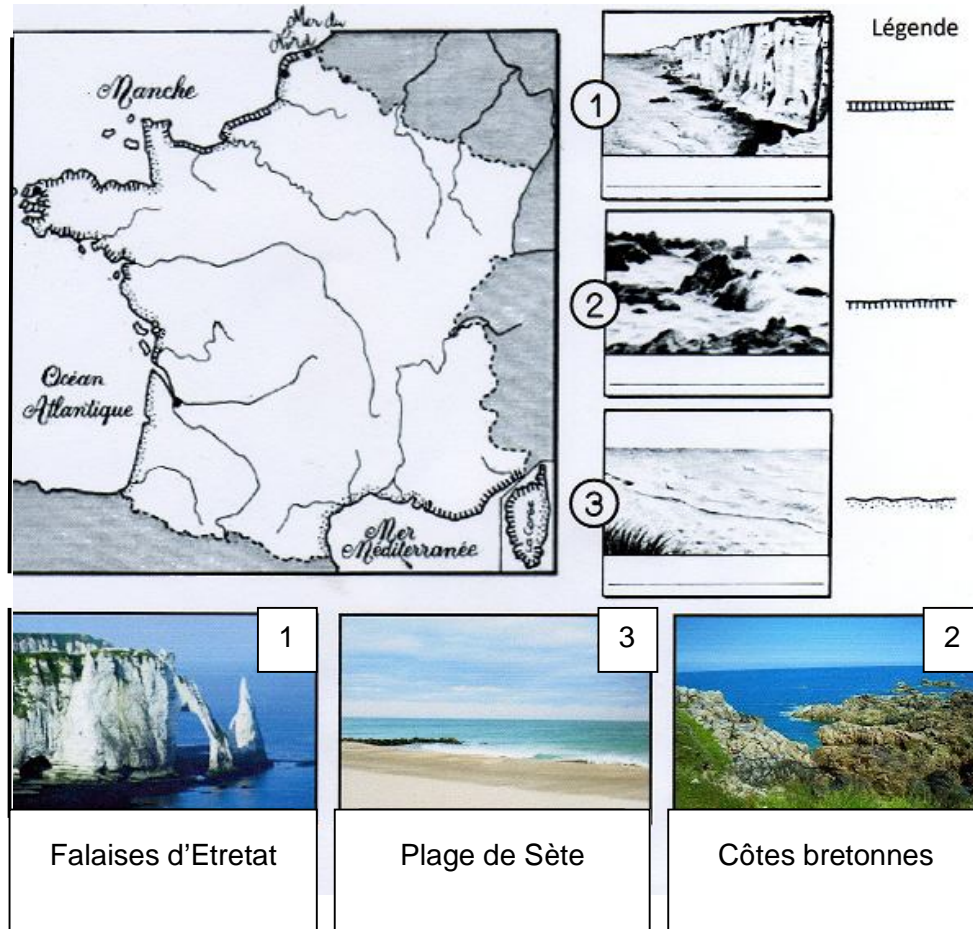 Mer du
Nord
Manche
Océan
Atlantique
Mer
Méditerranée
La Corse
Légende
1
2
3
1
3
2
Falaises d’Etretat
Plage de Sète
Côtes bretonnes